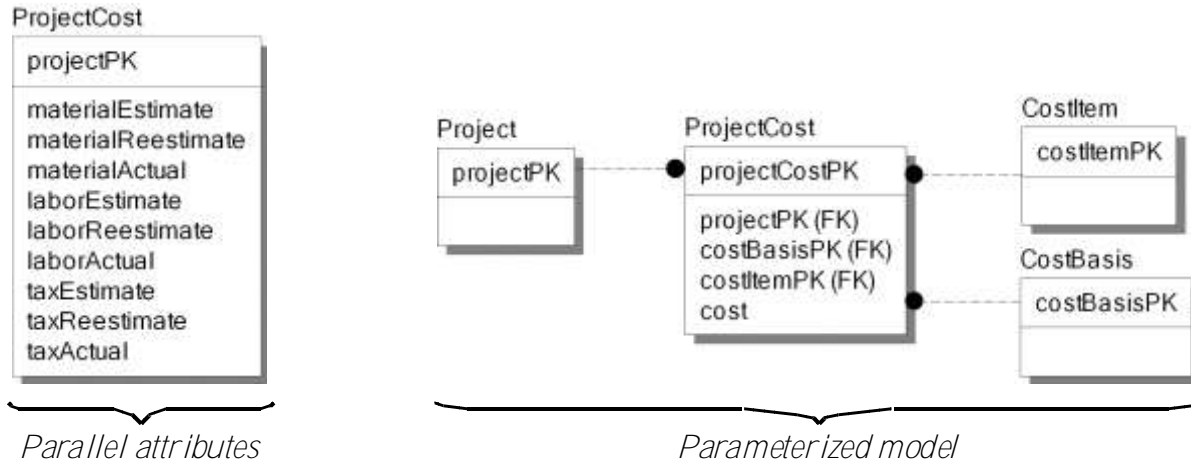 ProjectCost
projectPK
materialEstimate
materialReestimate
materialActual
laborEstimate
laborReestimate
laborActual
taxEstimate
taxReestimate
taxActual
Parallel attributes
Project
projectPK
ProjectCost
projectCostPK
projectPK (FK)
costBasisPK (FK)
costItemPK (FK)
cost
CostItem
costItemPK
CostBasis
costBasisPK
Parameterized model